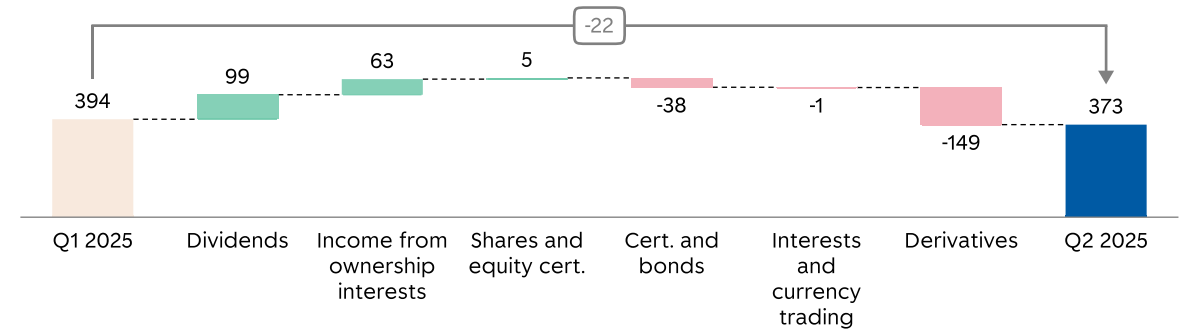 -22
394
99
63
5
-38
-1
-149
373
Q1 2025
Dividends
Income from
ownership
interests
Shares and
equity cert.
Cert. and
bonds
Interests
and
currency
trading
Derivatives
Q2 2025